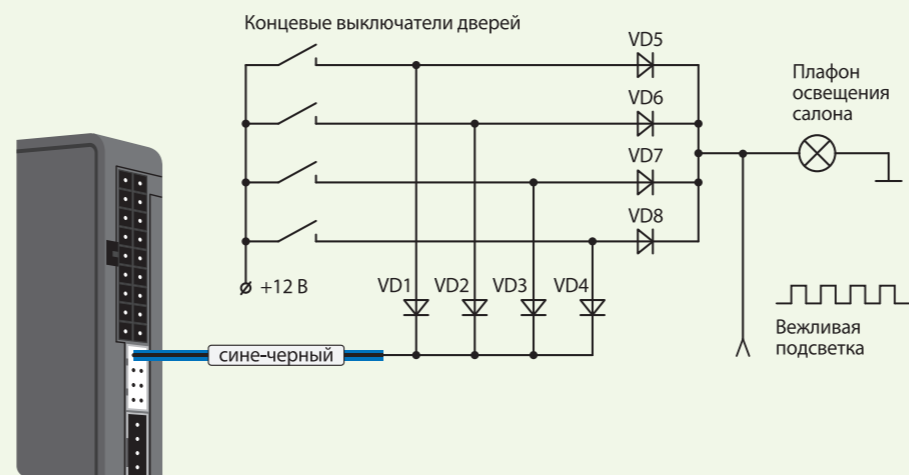 Концевые выключатели дверей
VD5
VD6
VD7
VD8
Плафон
освещения
салона
+12 В
VD1
VD2
VD3
VD4
Вежливая
подсветка
сине-черный